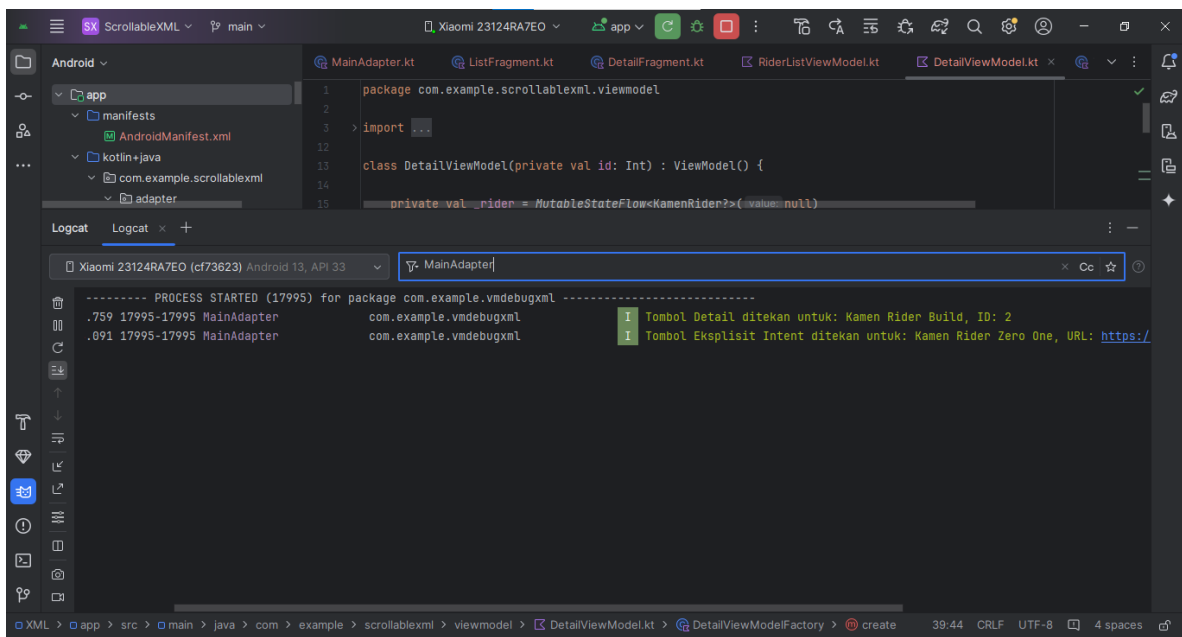 SX ScrollableXML main Xiaomi 23124RA7EO app
Android
MainAdapter.kt ListFragment.kt DetailFragment.kt RiderListViewModel.kt DetailViewModel.kt
app
manifests
AndroidManifest.xml
kotlin+java
com.example.scrollablexml
adapter
1 package com.example.scrollablexml.viewmodel
2
3 import ...
12
13 class DetailViewModel(private val id: Int) : ViewModel() {
14
15 private val _rider = MutableStateFlow<KamenRider?>( value: null)
Logcat Logcat
Xiaomi 23124RA7EO (cf73623) Android 13, API 33 MainAdapter Cc
--------- PROCESS STARTED (17995) for package com.example.vmdebugxml ----------------------------
.759 17995-17995 MainAdapter com.example.vmdebugxml I Tombol Detail ditekan untuk: Kamen Rider Build, ID: 2
.091 17995-17995 MainAdapter com.example.vmdebugxml I Tombol Eksplisit Intent ditekan untuk: Kamen Rider Zero One, URL: https:/
XML > app > src > main > java > com > example > scrollablexml > viewmodel > DetailViewModel.kt > DetailViewModelFactory > create 39:44 CRLF UTF-8 4 spaces